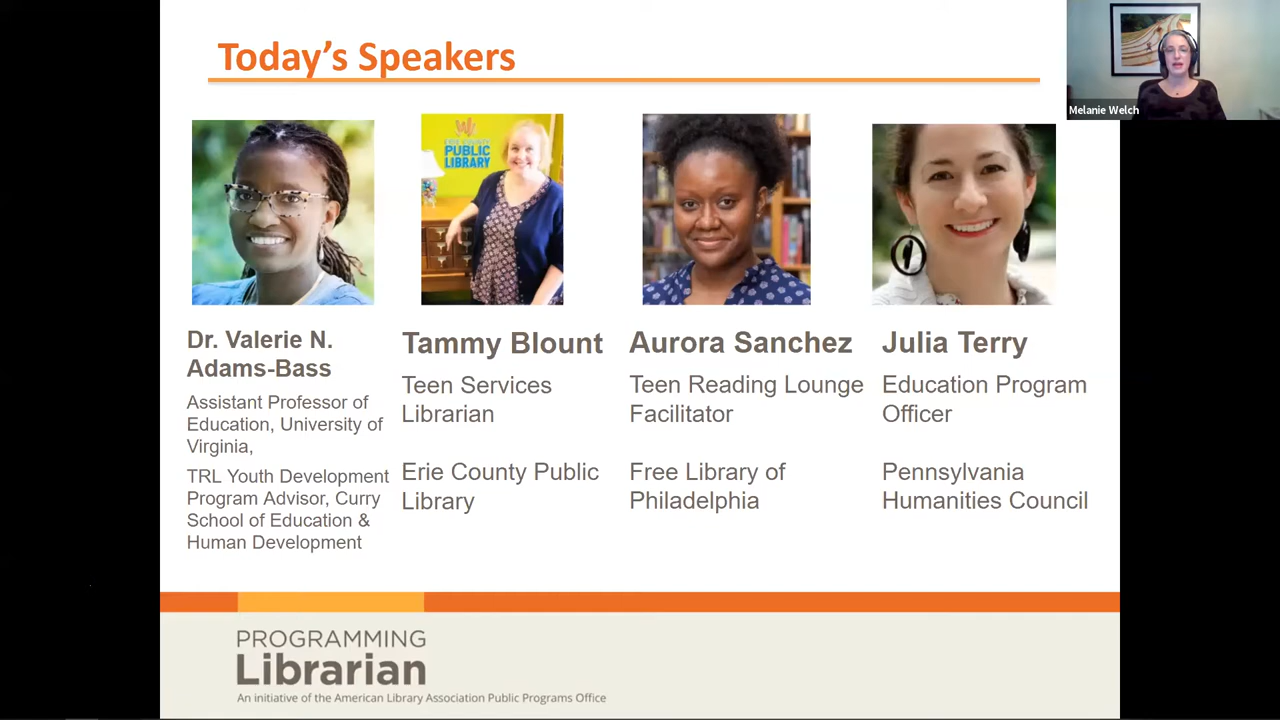 Today's Speakers
Melanie Welch
ERIE COUNTY
PUBLIC
LIBRARY
Dr. Valerie N.
Adams-Bass
Assistant Professor of
Education, University of
Virginia,
TRL Youth Development
Program Advisor, Curry
School of Education &
Human Development
Tammy Blount
Teen Services
Librarian
Erie County Public
Library
Aurora Sanchez
Teen Reading Lounge
Facilitator
Free Library of
Philadelphia
Julia Terry
Education Program
Officer
Pennsylvania
Humanities Council
PROGRAMMING
Librarian
An initiative of the American Library Association Public Programs Office